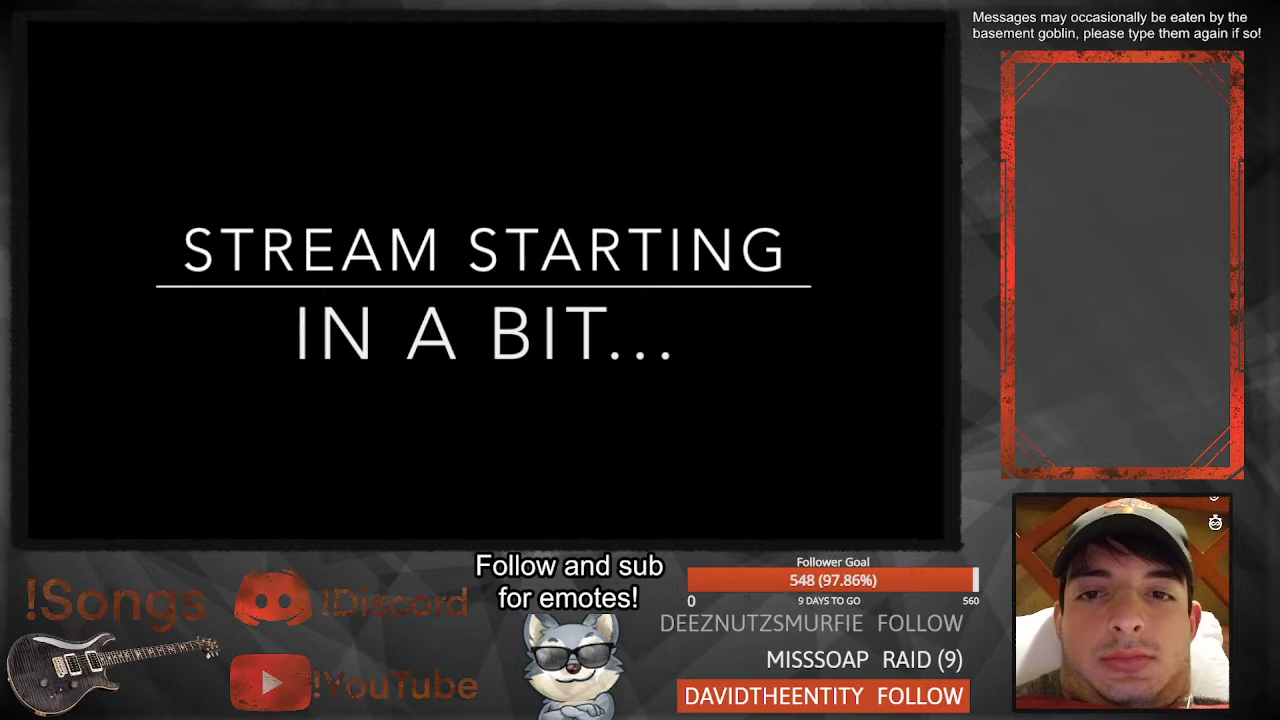 Messages may occasionally be eaten by the
basement goblin, please type them again if so!
STREAM STARTING
IN A BIT...
!Songs
!Discord
!YouTube
Follow and sub
for emotes!
Follower Goal
548 (97.86%)
0 9 DAYS TO GO 560
DEEZNUTZSMURFIE FOLLOW
MISSSOAP RAID (9)
DAVIDTHEENTITY FOLLOW